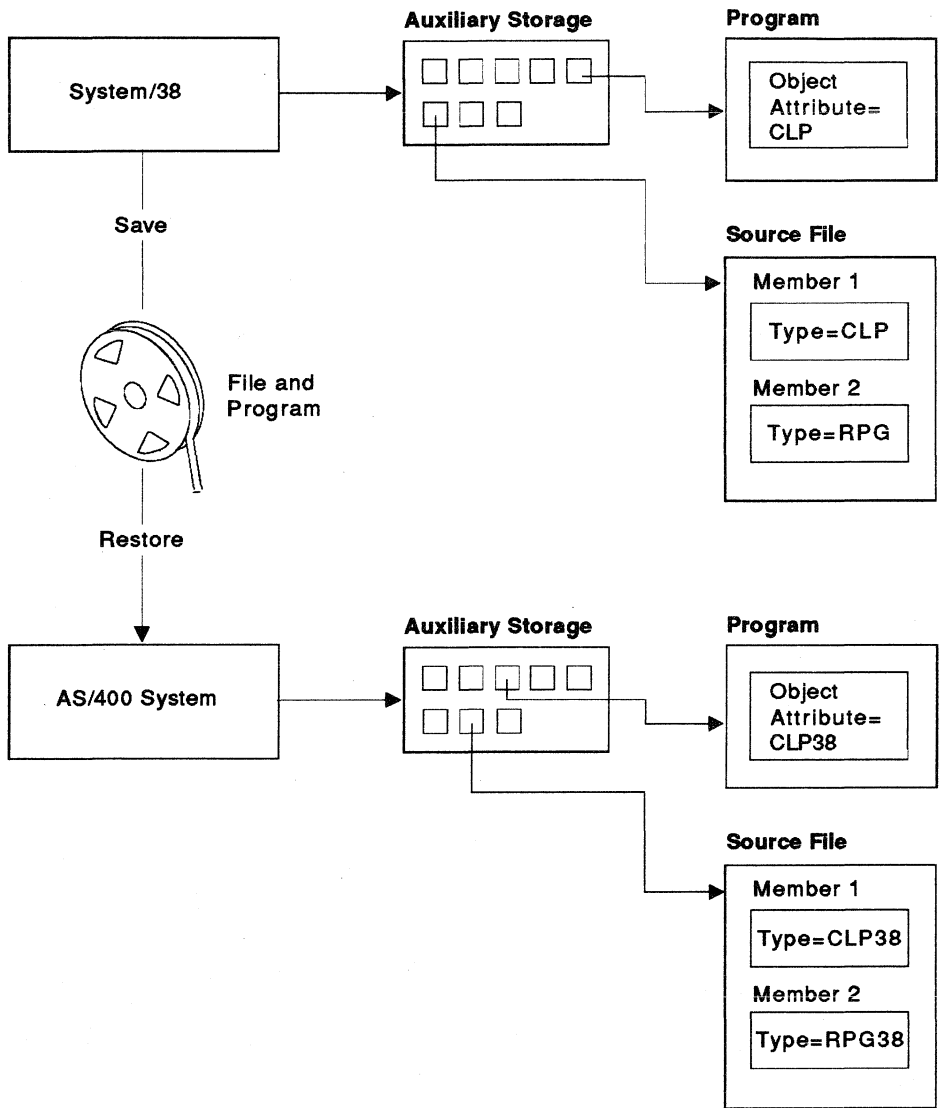 Auxiliary Storage
Program
System/38
Object
Attribute=
CLP
Save
Source File
Member 1
Type=CLP
Member 2
Type=RPG
File and
Program
Restore
Auxiliary Storage
Program
AS/400 System
Object
Attribute=
CLP38
Source File
Member 1
Type=CLP38
Member 2
Type=RPG38